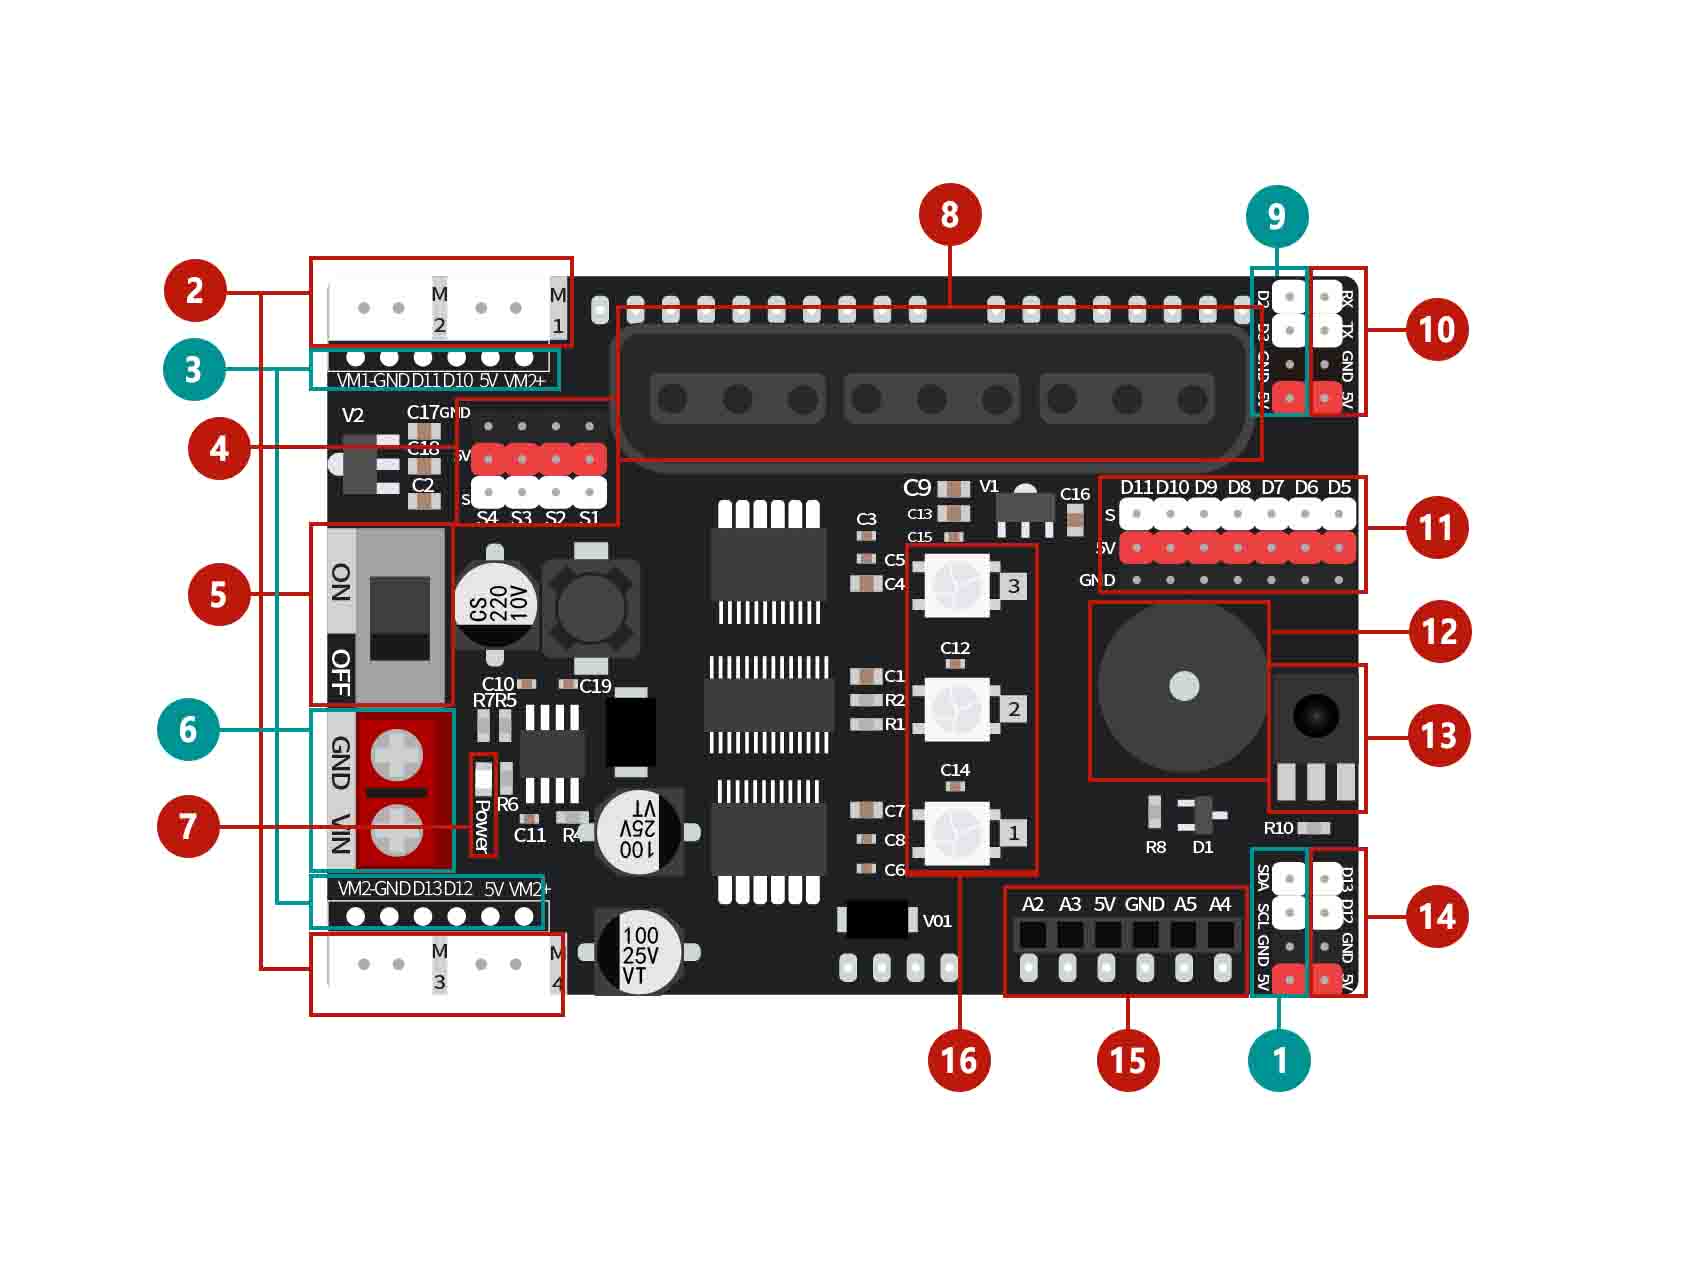 8
9
2
10
3
4
M
2
M
1
VM1-GND D11 D10 5V VM2+
V2
C17
GND
C18
5V
C2
S
S4 S3 S2 S1
D2
D3
GND
5V
RX
TX
GND
5V
C9
V1
C13
C16
C15
C3
C5
C4
D11 D10 D9 D8 D7 D6 D5
S
5V
GND
11
5
ON
OFF
CS
220
10V
3
C12
12
C10
C19
R7 R5
C1
R2
R1
2
6
13
GND
VIN
7
Power
R6
C11
R4
100
25V
VT
C14
C7
C8
C6
1
R8
D1
R10
VM2-GND D13 D12 5V VM2+
M
3
M
4
100
25V
VT
V01
A2 A3 5V GND A5 A4
SDA
SCL
GND
5V
D13
D12
GND
5V
14
16
15
1